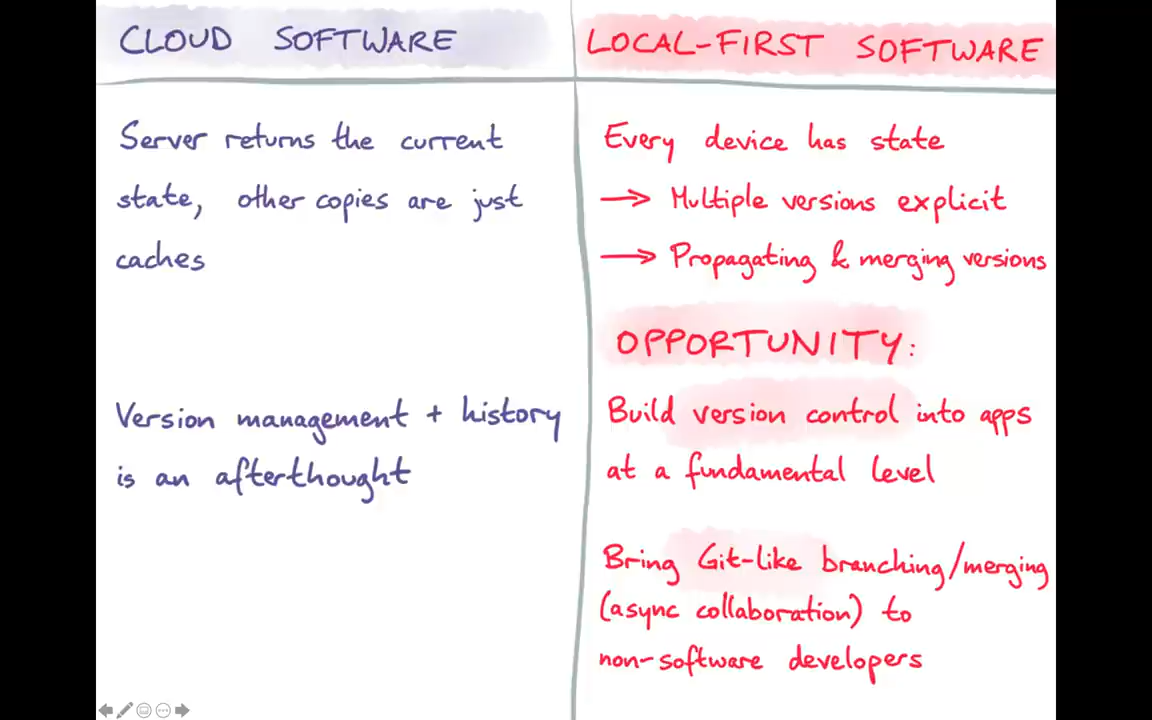 CLOUD SOFTWARE
Server returns the current
state, other copies are just
caches
Version management + history
is an afterthought
LOCAL-FIRST SOFTWARE
Every device has state
→ Multiple versions explicit
→ Propagating & merging versions
OPPORTUNITY:
Build version control into apps
at a fundamental level
Bring Git-like branching/merging
(async collaboration) to
non-software developers